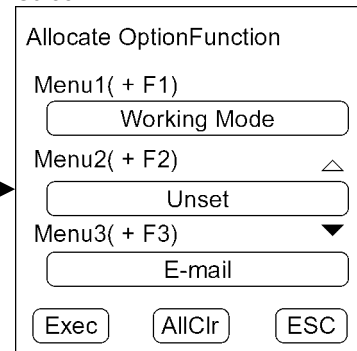 Allocate OptionFunction
Menu1( + F1)
Working Mode
Menu2( + F2)
Unset
Menu3( + F3)
E-mail
Exec AllClr ESC